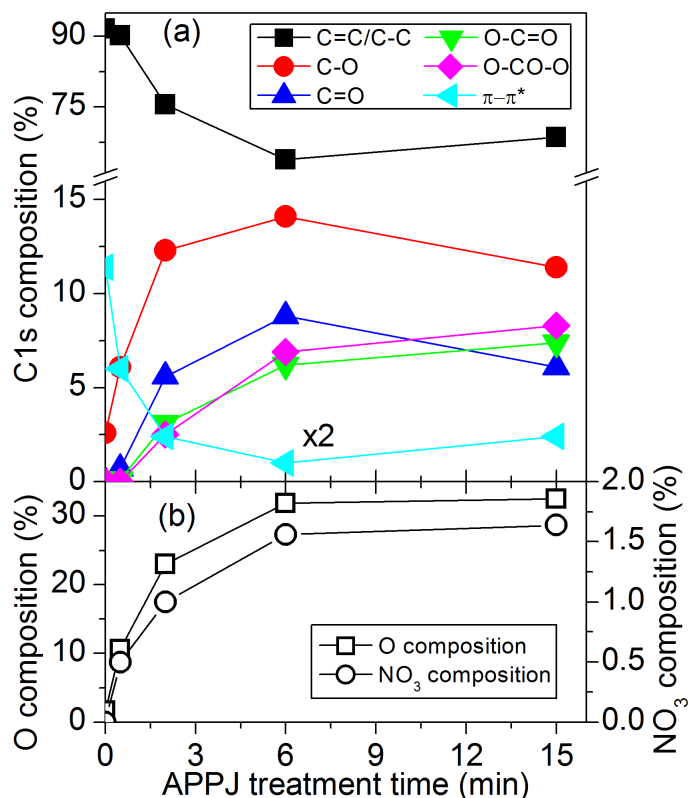 (a)
C=C/C-C
C-O
C=O
O-C=O
O-CO-O
π−π*
90
75
15
10
5
0
C1s composition (%)
x2
(b)
30
20
10
0
O composition (%)
2.0
1.5
1.0
0.5
0.0
NO3 composition (%)
O composition
NO3 composition
0 3 6 9 12 15
APPJ treatment time (min)